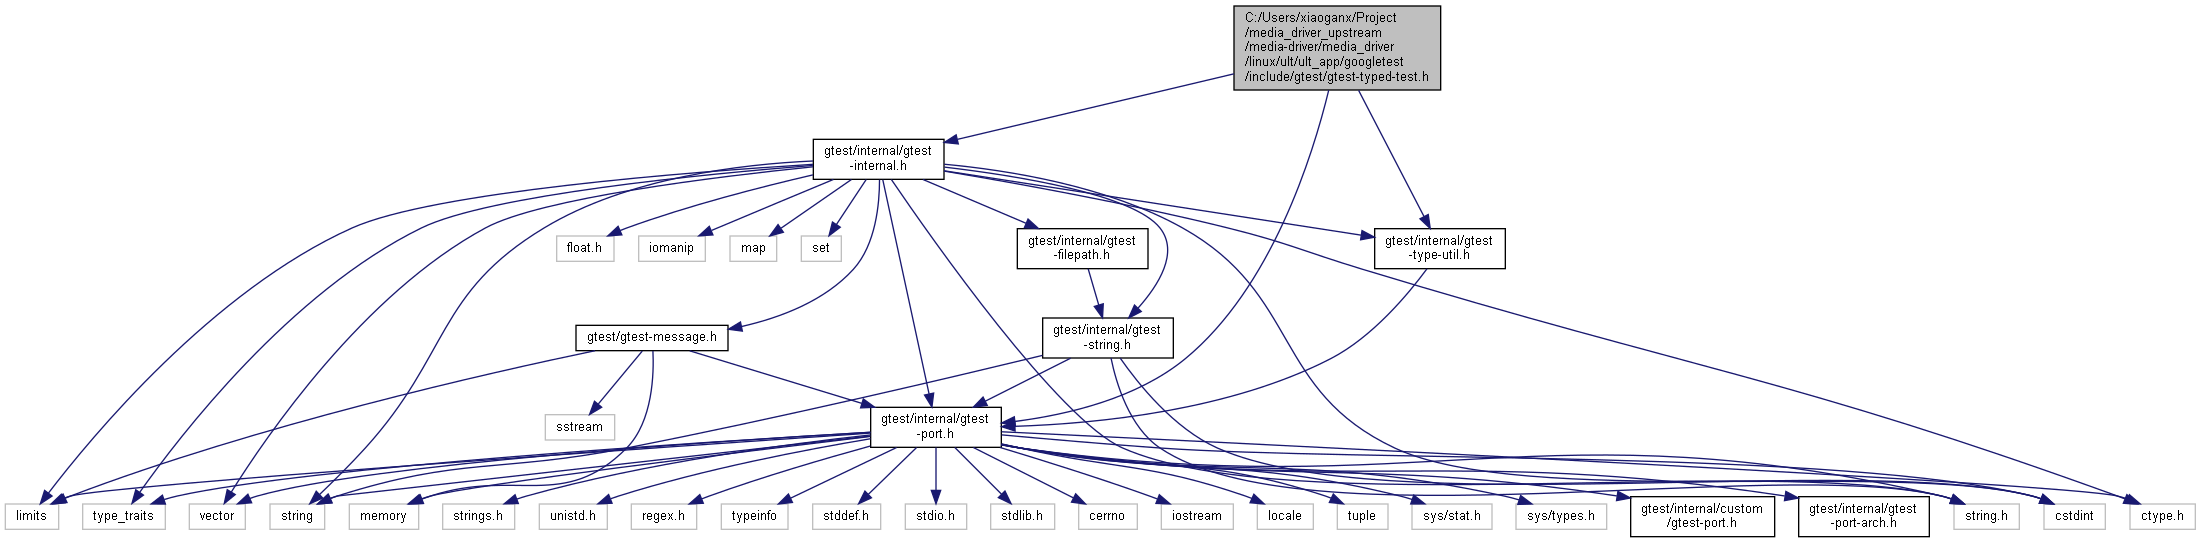 C:/Users/xiaoganx/Project
/media_driver_upstream
/media-driver/media_driver
/linux/ult/ult_app/googletest
/include/gtest/gtest-typed-test.h
gtest/internal/gtest
-internal.h
float.h
iomanip
map
set
gtest/internal/gtest
-filepath.h
gtest/internal/gtest
-type-util.h
gtest/gtest-message.h
gtest/internal/gtest
-string.h
sstream
gtest/internal/gtest
-port.h
limits
type_traits
vector
string
memory
strings.h
unistd.h
regex.h
typeinfo
stddef.h
stdio.h
stdlib.h
cerrno
iostream
locale
tuple
sys/stat.h
sys/types.h
gtest/internal/custom
/gtest-port.h
gtest/internal/gtest
-port-arch.h
string.h
cstdint
ctype.h